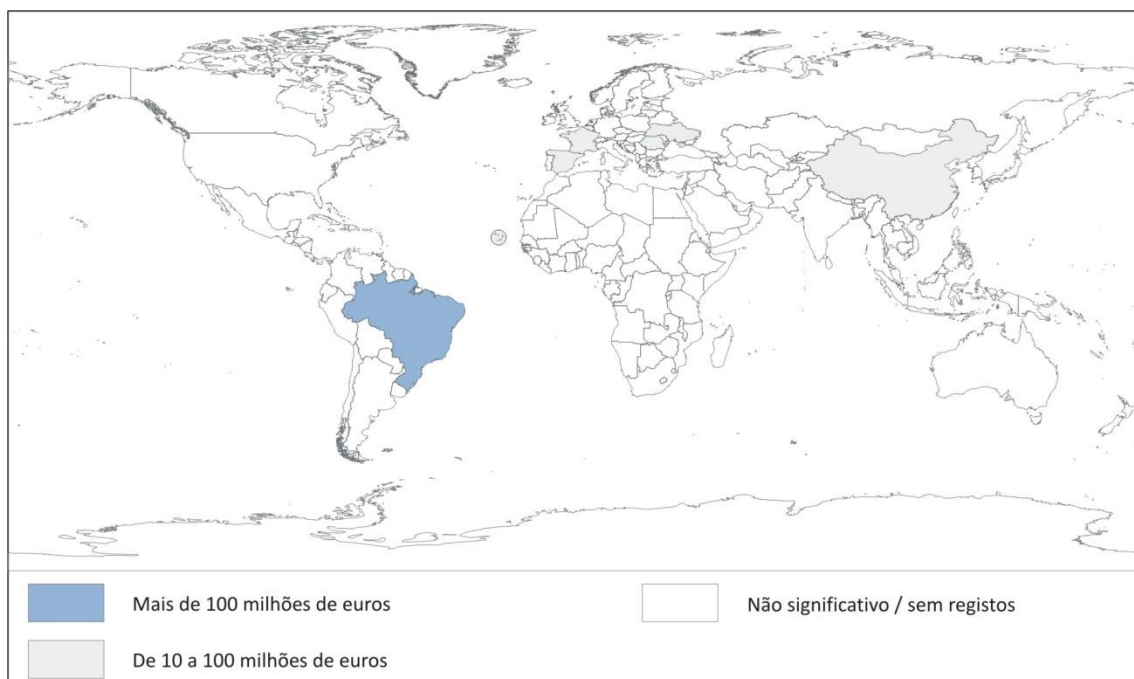 Mais de 100 milhões de euros
Não significativo / sem registos
De 10 a 100 milhões de euros